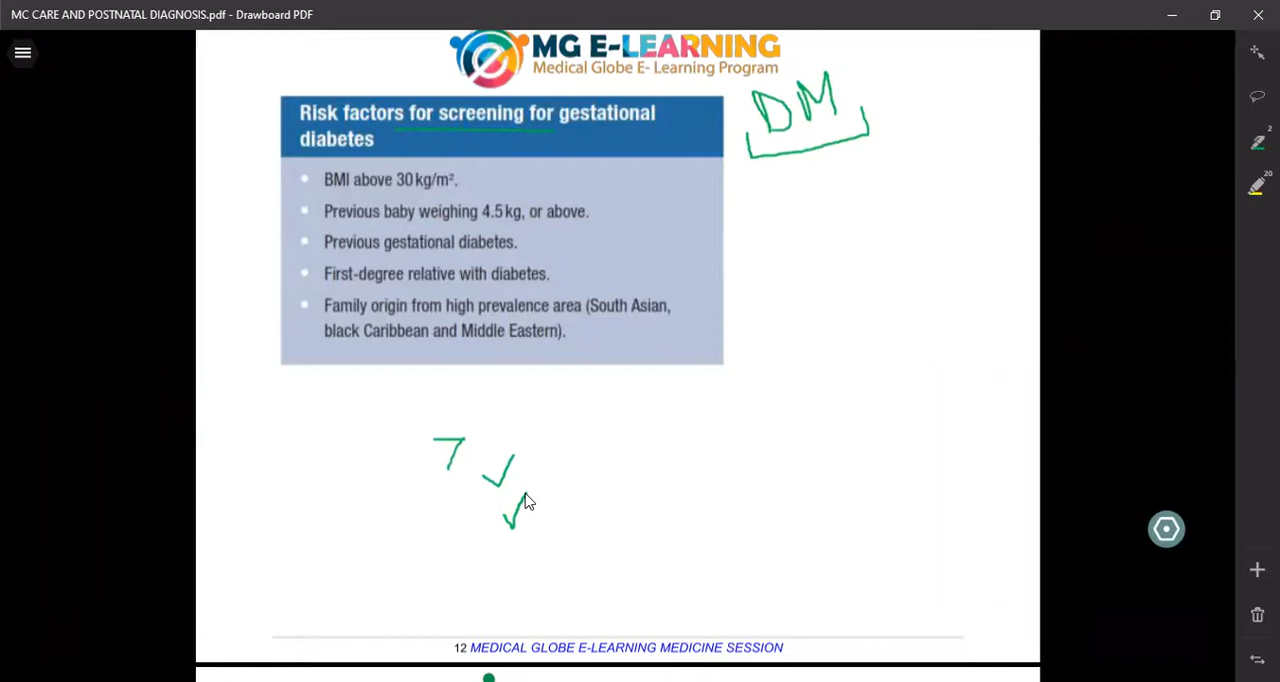 MC CARE AND POSTNATAL DIAGNOSIS.pdf - Drawboard PDF
MG E-LEARNING
Medical Globe E- Learning Program
DM
Risk factors for screening for gestational
diabetes
BMI above 30 kg/m².
Previous baby weighing 4.5 kg, or above.
Previous gestational diabetes.
First-degree relative with diabetes.
Family origin from high prevalence area (South Asian,
black Caribbean and Middle Eastern).
7
12 MEDICAL GLOBE E-LEARNING MEDICINE SESSION
2
20